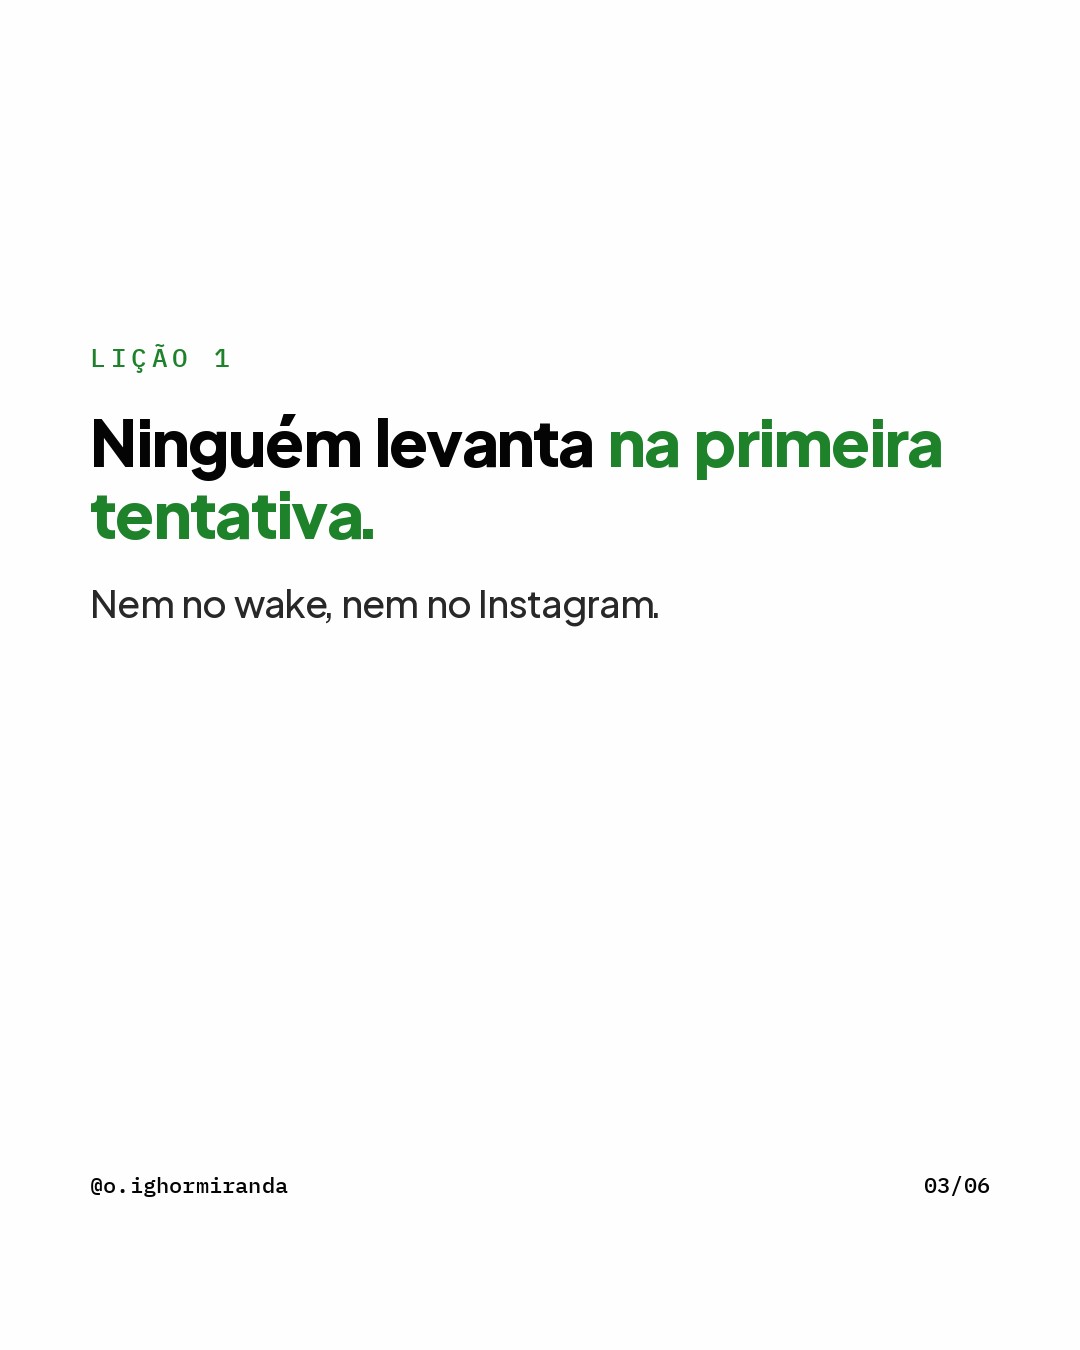 LIÇÃO 1
Ninguém levanta na primeira
tentativa.
Nem no wake, nem no Instagram.
@o.ighormiranda
03/06